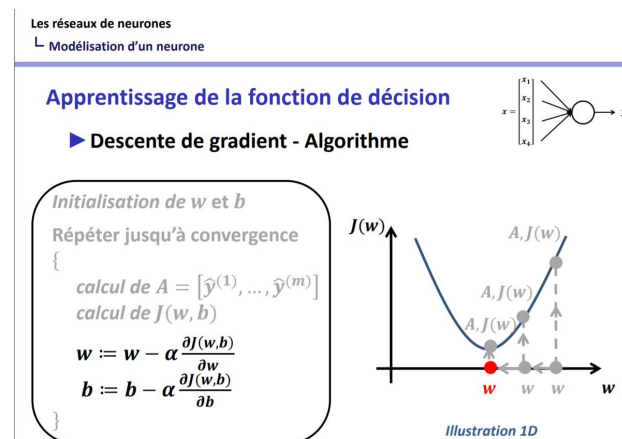 Les réseaux de neurones
Modélisation d'un neurone
Apprentissage de la fonction de décision
x = [x₁ x₂ x₃ x₄]
▶ Descente de gradient - Algorithme
Initialisation de w et b
Répéter jusqu'à convergence
{
calcul de A = [ŷ⁽¹⁾, …, ŷ⁽ᵐ⁾]
calcul de J(w, b)
w ≔ w − α ∂J(w,b)/∂w
b ≔ b − α ∂J(w,b)/∂b
}
J(w)
A, J(w)
A, J(w)
A, J(w)
w w w w
Illustration 1D